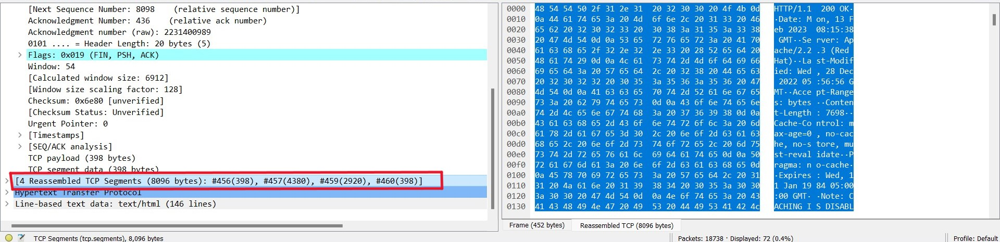 [Next Sequence Number: 8098    (relative sequence number)]
Acknowledgment Number: 436    (relative ack number)
Acknowledgment number (raw): 2231400989
0101 .... = Header Length: 20 bytes (5)
Flags: 0x019 (FIN, PSH, ACK)
Window: 54
[Calculated window size: 6912]
[Window size scaling factor: 128]
Checksum: 0x6e80 [unverified]
[Checksum Status: Unverified]
Urgent Pointer: 0
[Timestamps]
[SEQ/ACK analysis]
TCP payload (398 bytes)
TCP segment data (398 bytes)
[4 Reassembled TCP Segments (8096 bytes): #456(398), #457(4380), #459(2920), #460(398)]
Hypertext Transfer Protocol
Line-based text data: text/html (146 lines)
0000 48 54 54 50 2f 31 2e 31 20 32 30 30 20 4f 4b 0d HTTP/1.1 200 OK·
0010 0a 44 61 74 65 3a 20 4d 6f 6e 2c 20 31 33 20 46 ·Date: M on, 13 F
0020 65 62 20 32 30 32 33 20 30 38 3a 31 35 3a 33 38 eb 2023 08:15:38
0030 20 47 4d 54 0d 0a 53 65 72 76 65 72 3a 20 41 70 GMT··Se rver: Ap
0040 61 63 68 65 2f 32 2e 32 2e 33 20 28 52 65 64 20 ache/2.2 .3 (Red
0050 48 61 74 29 0d 0a 4c 61 73 74 2d 4d 6f 64 69 66 Hat)··La st-Modif
0060 69 65 64 3a 20 57 65 64 2c 20 32 38 20 44 65 63 ied: Wed , 28 Dec
0070 20 32 30 32 32 20 30 35 3a 35 36 3a 35 36 20 47 2022 05 :56:56 G
0080 4d 54 0d 0a 41 63 63 65 70 74 2d 52 61 6e 67 65 MT··Acce pt-Range
0090 73 3a 20 62 79 74 65 73 0d 0a 43 6f 6e 74 65 6e s: bytes ··Conten
00a0 74 2d 4c 65 6e 67 74 68 3a 20 37 36 39 38 0d 0a t-Length : 7698··
00b0 43 61 63 68 65 2d 43 6f 6e 74 72 6f 6c 3a 20 6d Cache-Co ntrol: m
00c0 61 78 2d 61 67 65 3d 30 2c 20 6e 6f 2d 63 61 63 ax-age=0 , no-cac
00d0 68 65 2c 20 6e 6f 2d 73 74 6f 72 65 2c 20 6d 75 he, no-s tore, mu
00e0 73 74 2d 72 65 76 61 6c 69 64 61 74 65 0d 0a 50 st-reval idate··P
00f0 72 61 67 6d 61 3a 20 6e 6f 2d 63 61 63 68 65 0d ragma: n o-cache·
0100 0a 45 78 70 69 72 65 73 3a 20 57 65 64 2c 20 31 ·Expires : Wed, 1
0110 31 20 4a 61 6e 20 31 39 38 34 20 30 35 3a 30 30 1 Jan 19 84 05:00
0120 3a 30 30 20 47 4d 54 0d 0a 4e 6f 74 65 3a 20 43 :00 GMT· ·Note: C
0130 41 43 48 49 4e 47 20 49 53 20 44 49 53 41 42 4c ACHING I S DISABL
Frame (452 bytes) Reassembled TCP (8096 bytes)
TCP Segments (tcp.segments), 8,096 bytes
Packets: 18738 · Displayed: 72 (0.4%)
Profile: Default